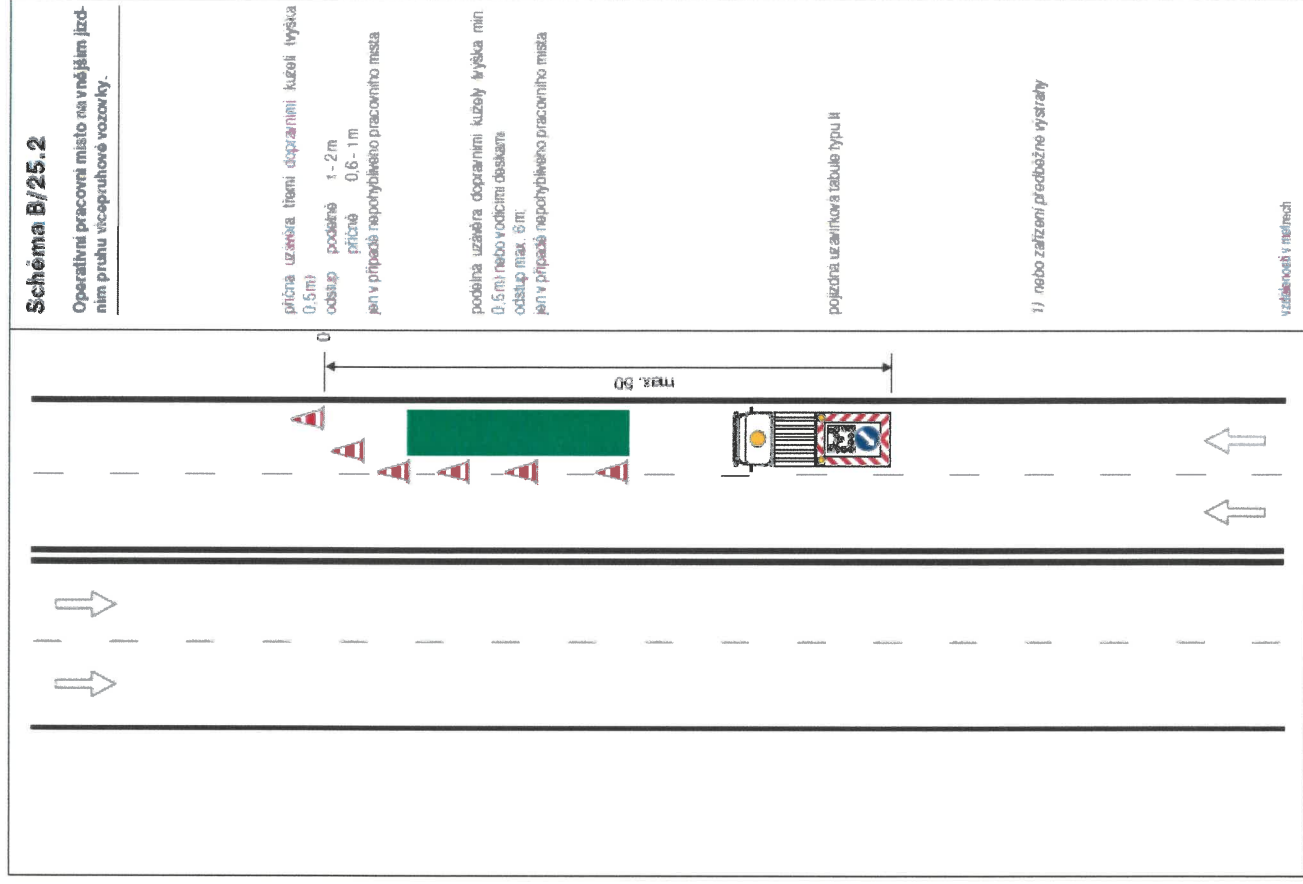 Schéma B/25.2
Operativní pracovní místo na vnějším jízd-
ním pruhu vícepruhové vozovky.
příčná uzávěra třemi dopravními kuželi (výška
0,5 m)
odstup podélně 1 - 2 m
příčně 0,6 - 1 m
jen v případě nepohyblivého pracovního místa
podélná uzávěra dopravními kužely (výška min
0,5 m) nebo vodicími deskami
odstup max. 6 m;
jen v případě nepohyblivého pracovního místa
pojízdná uzavírková tabule typu II
1) nebo zařízení předběžné výstrahy
vzdálenosti v metrech
0
max. 50